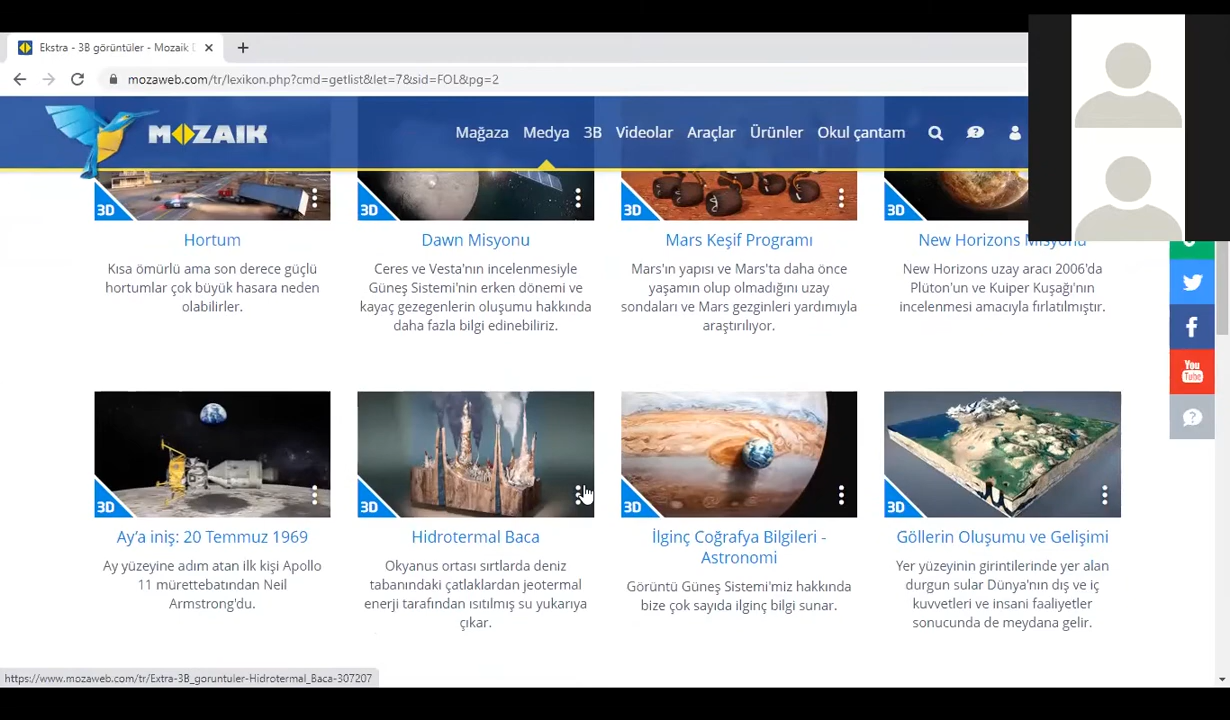 Ekstra - 3B görüntüler - Mozaik D
mozaweb.com/tr/lexikon.php?cmd=getlist&let=7&sid=FOL&pg=2
MOZAIK
Mağaza Medya 3B Videolar Araçlar Ürünler Okul çantam
3D 3D 3D 3D
Hortum
Kısa ömürlü ama son derece güçlü
hortumlar çok büyük hasara neden
olabilirler.
Dawn Misyonu
Ceres ve Vesta'nın incelenmesiyle
Güneş Sistemi'nin erken dönemi ve
kayaç gezegenlerin oluşumu hakkında
daha fazla bilgi edinebiliriz.
Mars Keşif Programı
Mars'ın yapısı ve Mars'ta daha önce
yaşamın olup olmadığını uzay
sondaları ve Mars gezginleri yardımıyla
araştırılıyor.
New Horizons Misyonu
New Horizons uzay aracı 2006'da
Plüton'un ve Kuiper Kuşağı'nın
incelenmesi amacıyla fırlatılmıştır.
You
Tube
3D 3D 3D 3D
Ay'a iniş: 20 Temmuz 1969
Ay yüzeyine adım atan ilk kişi Apollo
11 mürettebatından Neil
Armstrong'du.
Hidrotermal Baca
Okyanus ortası sırtlarda deniz
tabanındaki çatlaklardan jeotermal
enerji tarafından ısıtılmış su yukarıya
çıkar.
İlginç Coğrafya Bilgileri -
Astronomi
Görüntü Güneş Sistemi'miz hakkında
bize çok sayıda ilginç bilgi sunar.
Göllerin Oluşumu ve Gelişimi
Yer yüzeyinin girintilerinde yer alan
durgun sular Dünya'nın dış ve iç
kuvvetleri ve insani faaliyetler
sonucunda de meydana gelir.
https://www.mozaweb.com/tr/Extra-3B_goruntuler-Hidrotermal_Baca-307207